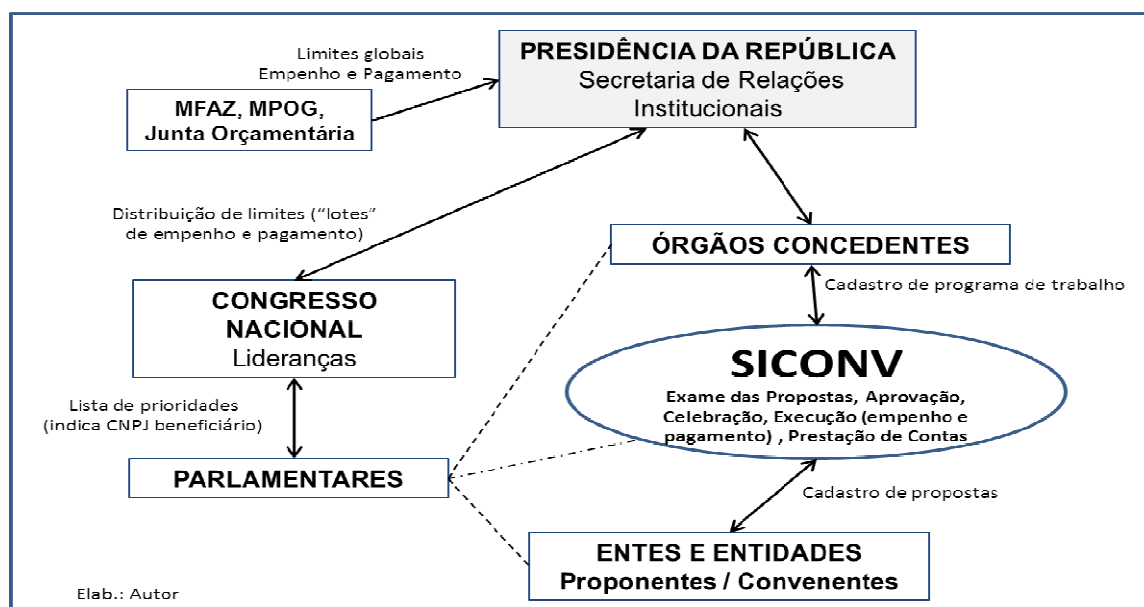 Limites globais
Empenho e Pagamento
PRESIDÊNCIA DA REPÚBLICA
Secretaria de Relações
Institucionais
MFAZ, MPOG,
Junta Orçamentária
Distribuição de limites (“lotes”
de empenho e pagamento)
ÓRGÃOS CONCEDENTES
Cadastro de programa de trabalho
CONGRESSO
NACIONAL
Lideranças
SICONV
Exame das Propostas, Aprovação,
Celebração, Execução (empenho e
pagamento) , Prestação de Contas
Lista de prioridades
(indica CNPJ beneficiário)
PARLAMENTARES
Cadastro de propostas
ENTES E ENTIDADES
Proponentes / Convenentes
Elab.: Autor